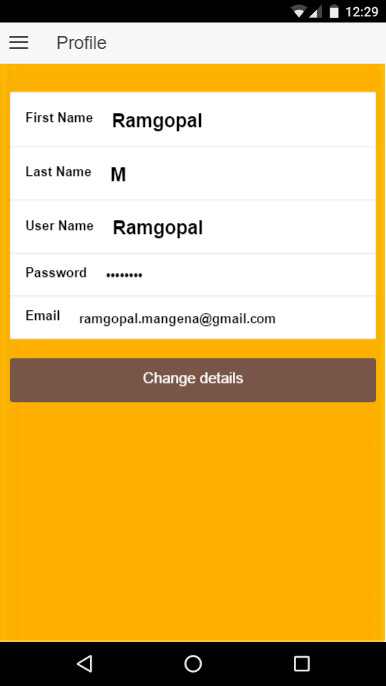 12:29
Profile
First Name Ramgopal
Last Name M
User Name Ramgopal
Password ••••••••
Email ramgopal.mangena@gmail.com
Change details